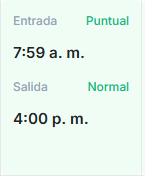 Entrada Puntual
7:59 a. m.
Salida Normal
4:00 p. m.